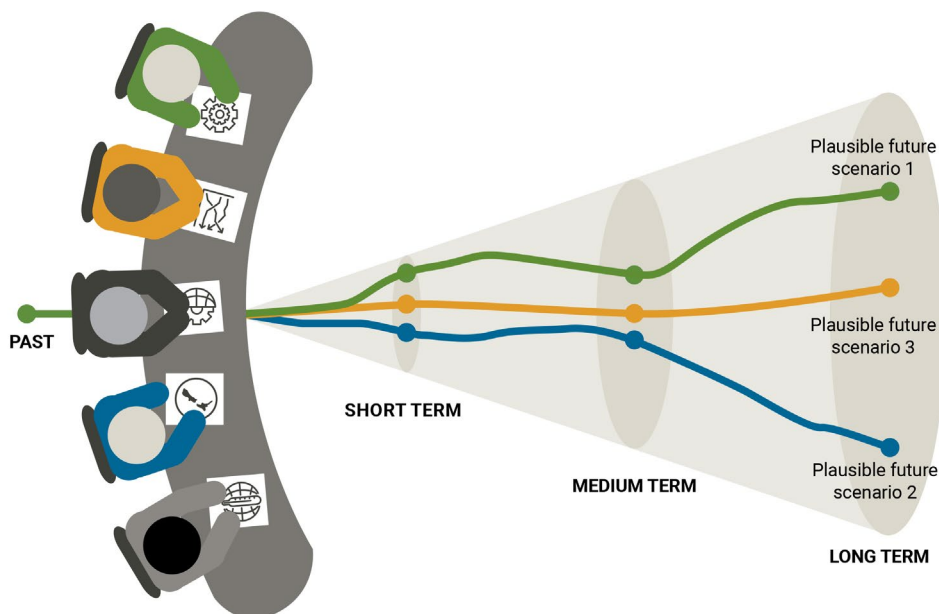 Plausible future
scenario 1
PAST
Plausible future
scenario 3
SHORT TERM
Plausible future
scenario 2
MEDIUM TERM
LONG TERM